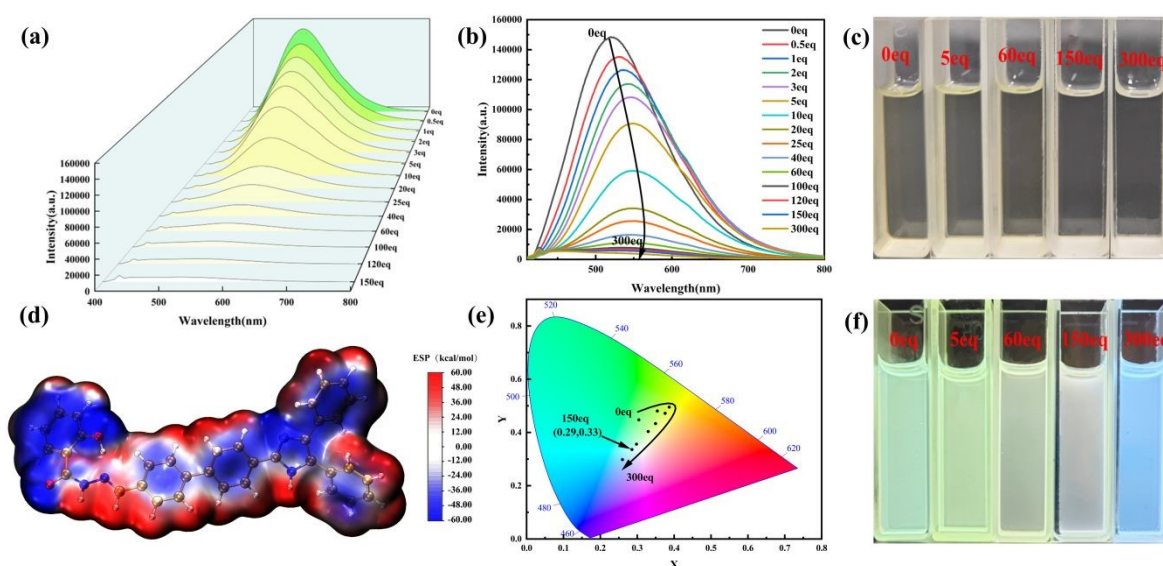 (a)
160000
140000
120000
100000
80000
60000
40000
20000
0
Intensity(a.u.)
400
500
600
700
800
Wavelength(nm)
0eq
0.5eq
1eq
2eq
3eq
5eq
10eq
20eq
25eq
40eq
60eq
100eq
120eq
150eq
(b)
160000
140000
120000
100000
80000
60000
40000
20000
0
Intensity(a.u.)
500
600
700
800
Wavelength(nm)
0eq
300eq
0eq
0.5eq
1eq
2eq
3eq
5eq
10eq
20eq
25eq
40eq
60eq
100eq
120eq
150eq
300eq
(c)
0eq 5eq 60eq 150eq 300eq
(d)
ESP (kcal/mol)
60.00
48.00
36.00
24.00
12.00
0.00
-12.00
-24.00
-36.00
-48.00
-60.00
(e)
0.8
0.6
0.4
0.2
0.0
Y
0.0 0.1 0.2 0.3 0.4 0.5 0.6 0.7 0.8
X
520
540
560
500
580
600
620
480
460
0eq
150eq
(0.29,0.33)
300eq
(f)
0eq 5eq 60eq 150eq 300eq